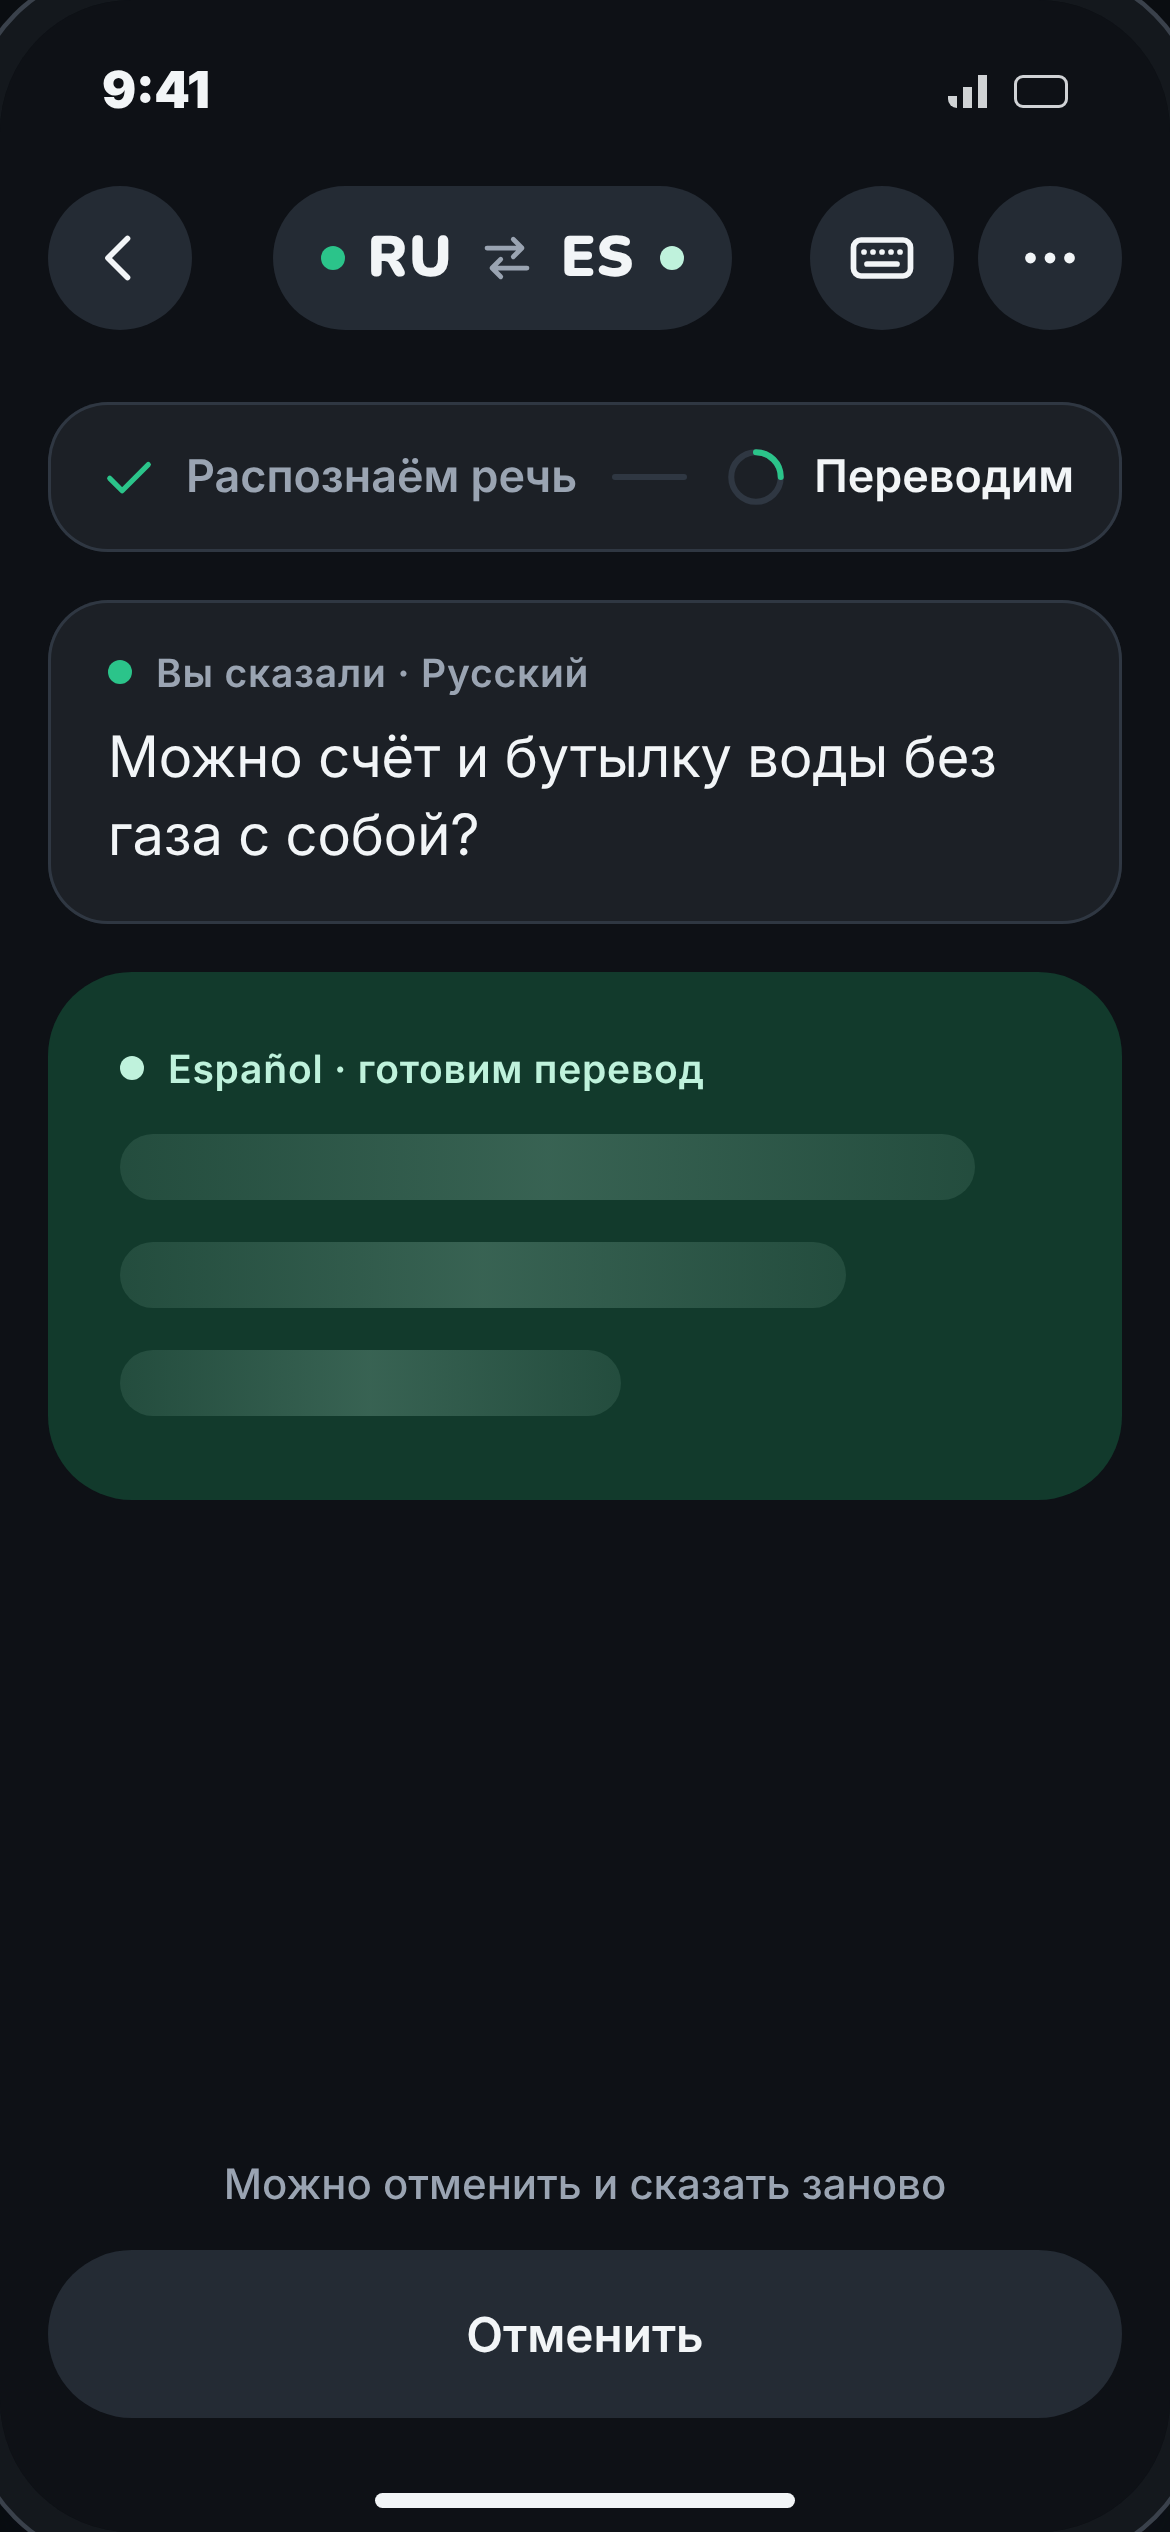 9:41
RU ES
Распознаём речь Переводим
Вы сказали · Русский
Можно счёт и бутылку воды без
газа с собой?
Español · готовим перевод
Можно отменить и сказать заново
Отменить